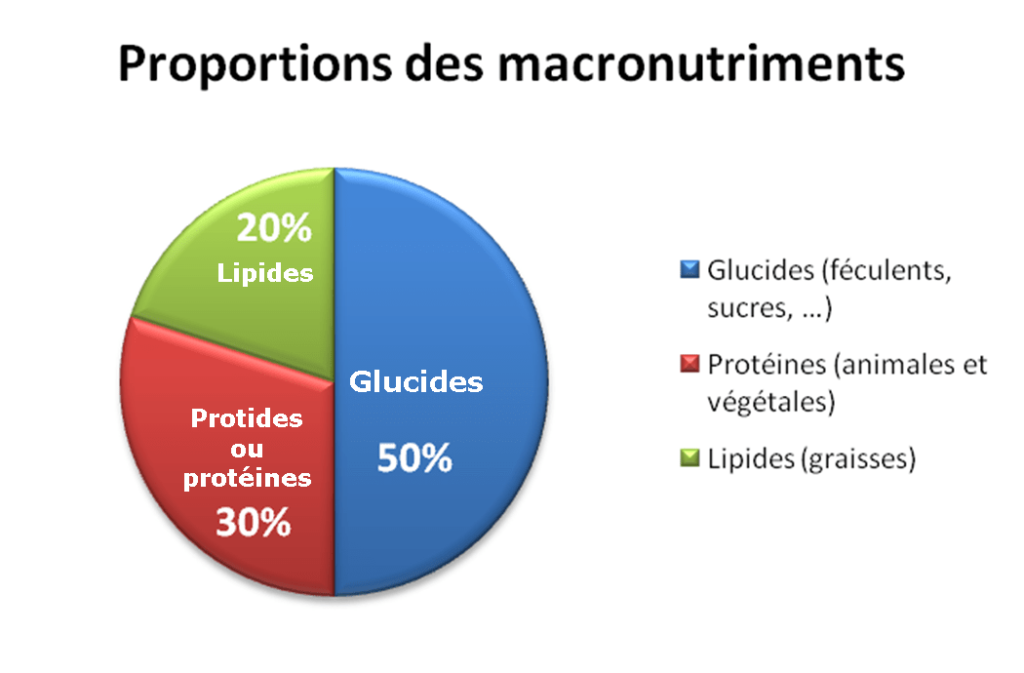 Proportions des macronutriments
20%
Lipides
Glucides
50%
Protides
ou
protéines
30%
Glucides (féculents,
sucres, ...)
Protéines (animales et
végétales)
Lipides (graisses)